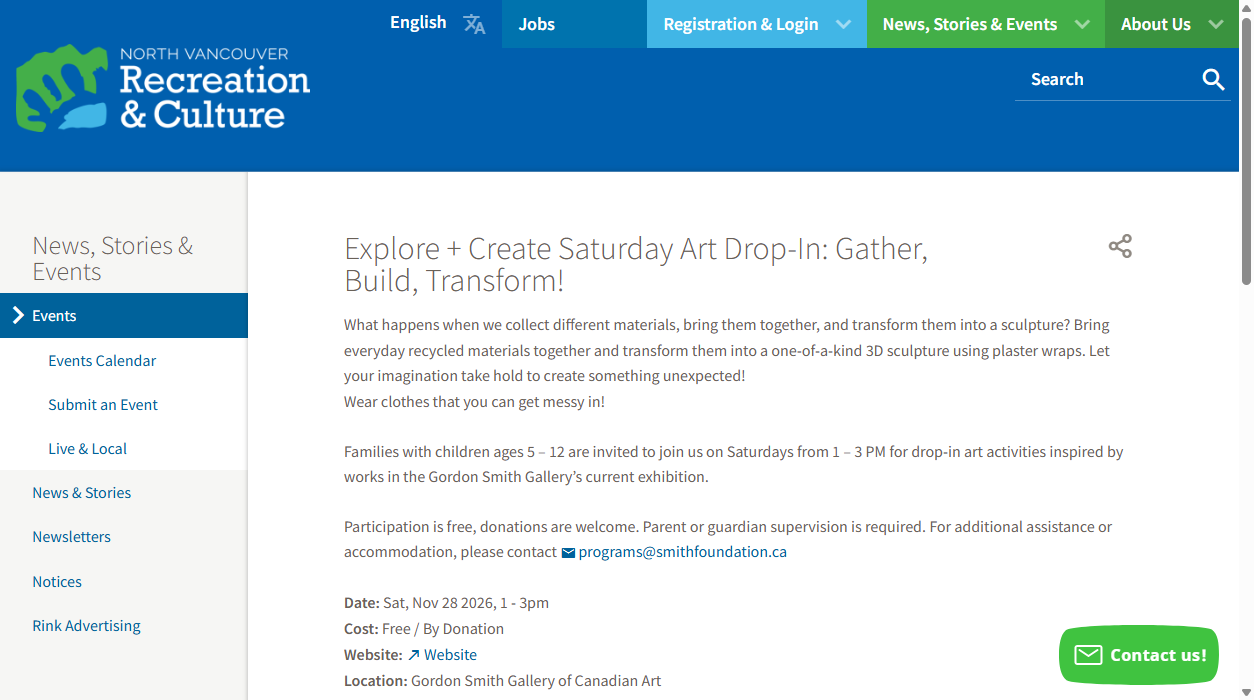 English
Jobs
Registration & Login
News, Stories & Events
About Us
NORTH VANCOUVER
Recreation
& Culture
Search
News, Stories &
Events
Events
Events Calendar
Submit an Event
Live & Local
News & Stories
Newsletters
Notices
Rink Advertising
Explore + Create Saturday Art Drop-In: Gather,
Build, Transform!
What happens when we collect different materials, bring them together, and transform them into a sculpture? Bring
everyday recycled materials together and transform them into a one-of-a-kind 3D sculpture using plaster wraps. Let
your imagination take hold to create something unexpected!
Wear clothes that you can get messy in!
Families with children ages 5 – 12 are invited to join us on Saturdays from 1 – 3 PM for drop-in art activities inspired by
works in the Gordon Smith Gallery’s current exhibition.
Participation is free, donations are welcome. Parent or guardian supervision is required. For additional assistance or
accommodation, please contact programs@smithfoundation.ca
Date: Sat, Nov 28 2026, 1 - 3pm
Cost: Free / By Donation
Website: Website
Location: Gordon Smith Gallery of Canadian Art
Contact us!